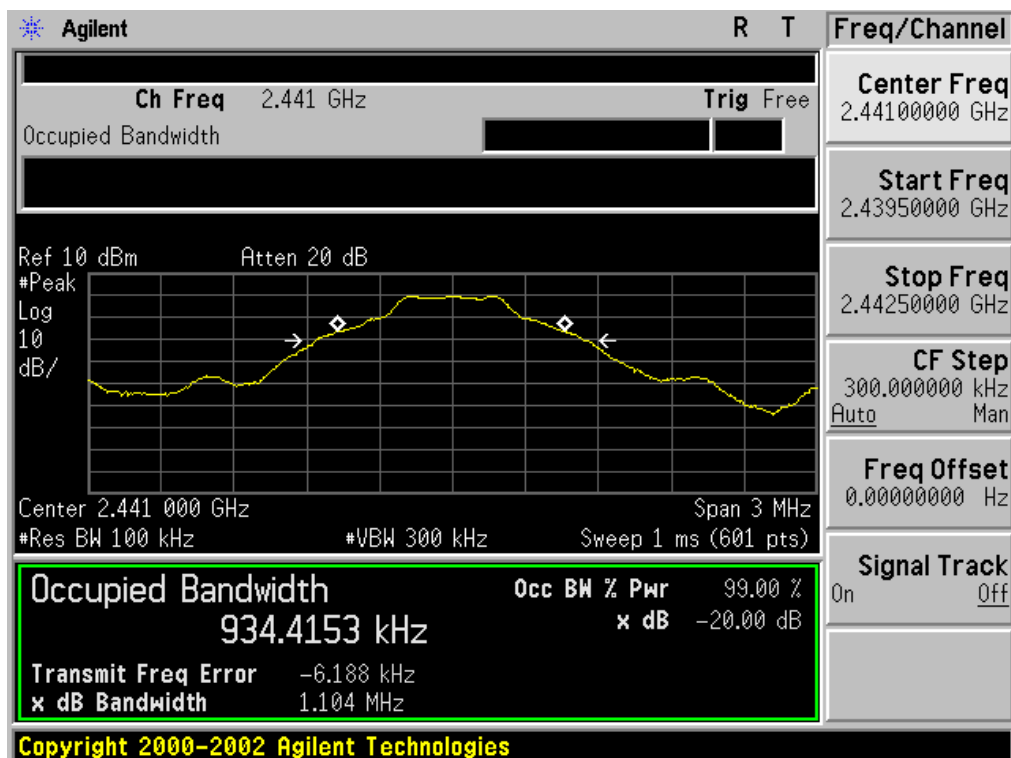 Agilent R T
Ch Freq 2.441 GHz Trig Free
Occupied Bandwidth
Ref 10 dBm Atten 20 dB
#Peak
Log
10
dB/
Center 2.441 000 GHz Span 3 MHz
#Res BW 100 kHz #VBW 300 kHz Sweep 1 ms (601 pts)
Occupied Bandwidth
934.4153 kHz
Occ BW % Pwr 99.00 %
x dB -20.00 dB
Transmit Freq Error -6.188 kHz
x dB Bandwidth 1.104 MHz
Copyright 2000-2002 Agilent Technologies
Freq/Channel
Center Freq
2.44100000 GHz
Start Freq
2.43950000 GHz
Stop Freq
2.44250000 GHz
CF Step
300.000000 kHz
Auto Man
Freq Offset
0.00000000 Hz
Signal Track
On Off